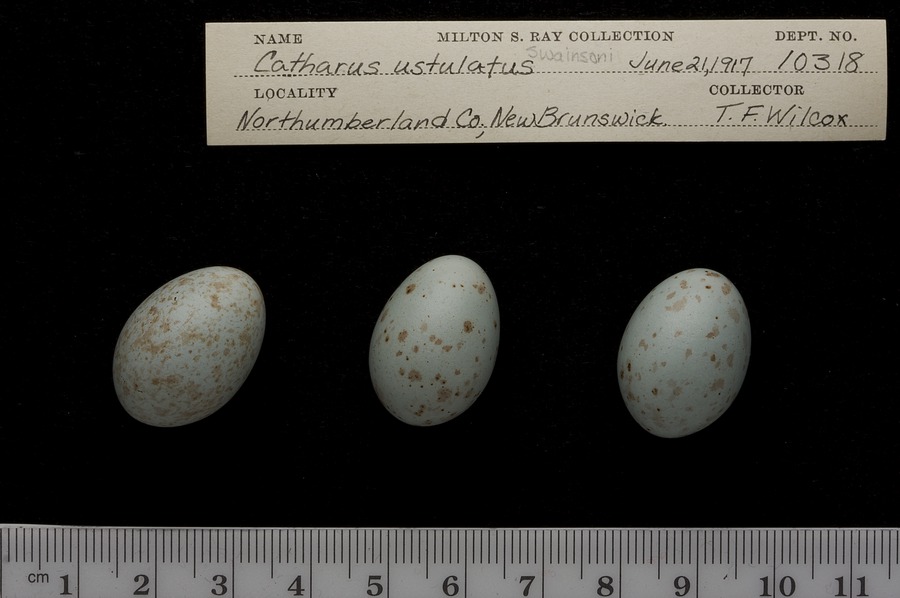 NAME MILTON S. RAY COLLECTION DEPT. NO.
Catharus ustulatus Swainsoni June 21, 1917 10318
LOCALITY COLLECTOR
Northumberland Co, New Brunswick. T. F. Wilcox
cm 1 2 3 4 5 6 7 8 9 10 11